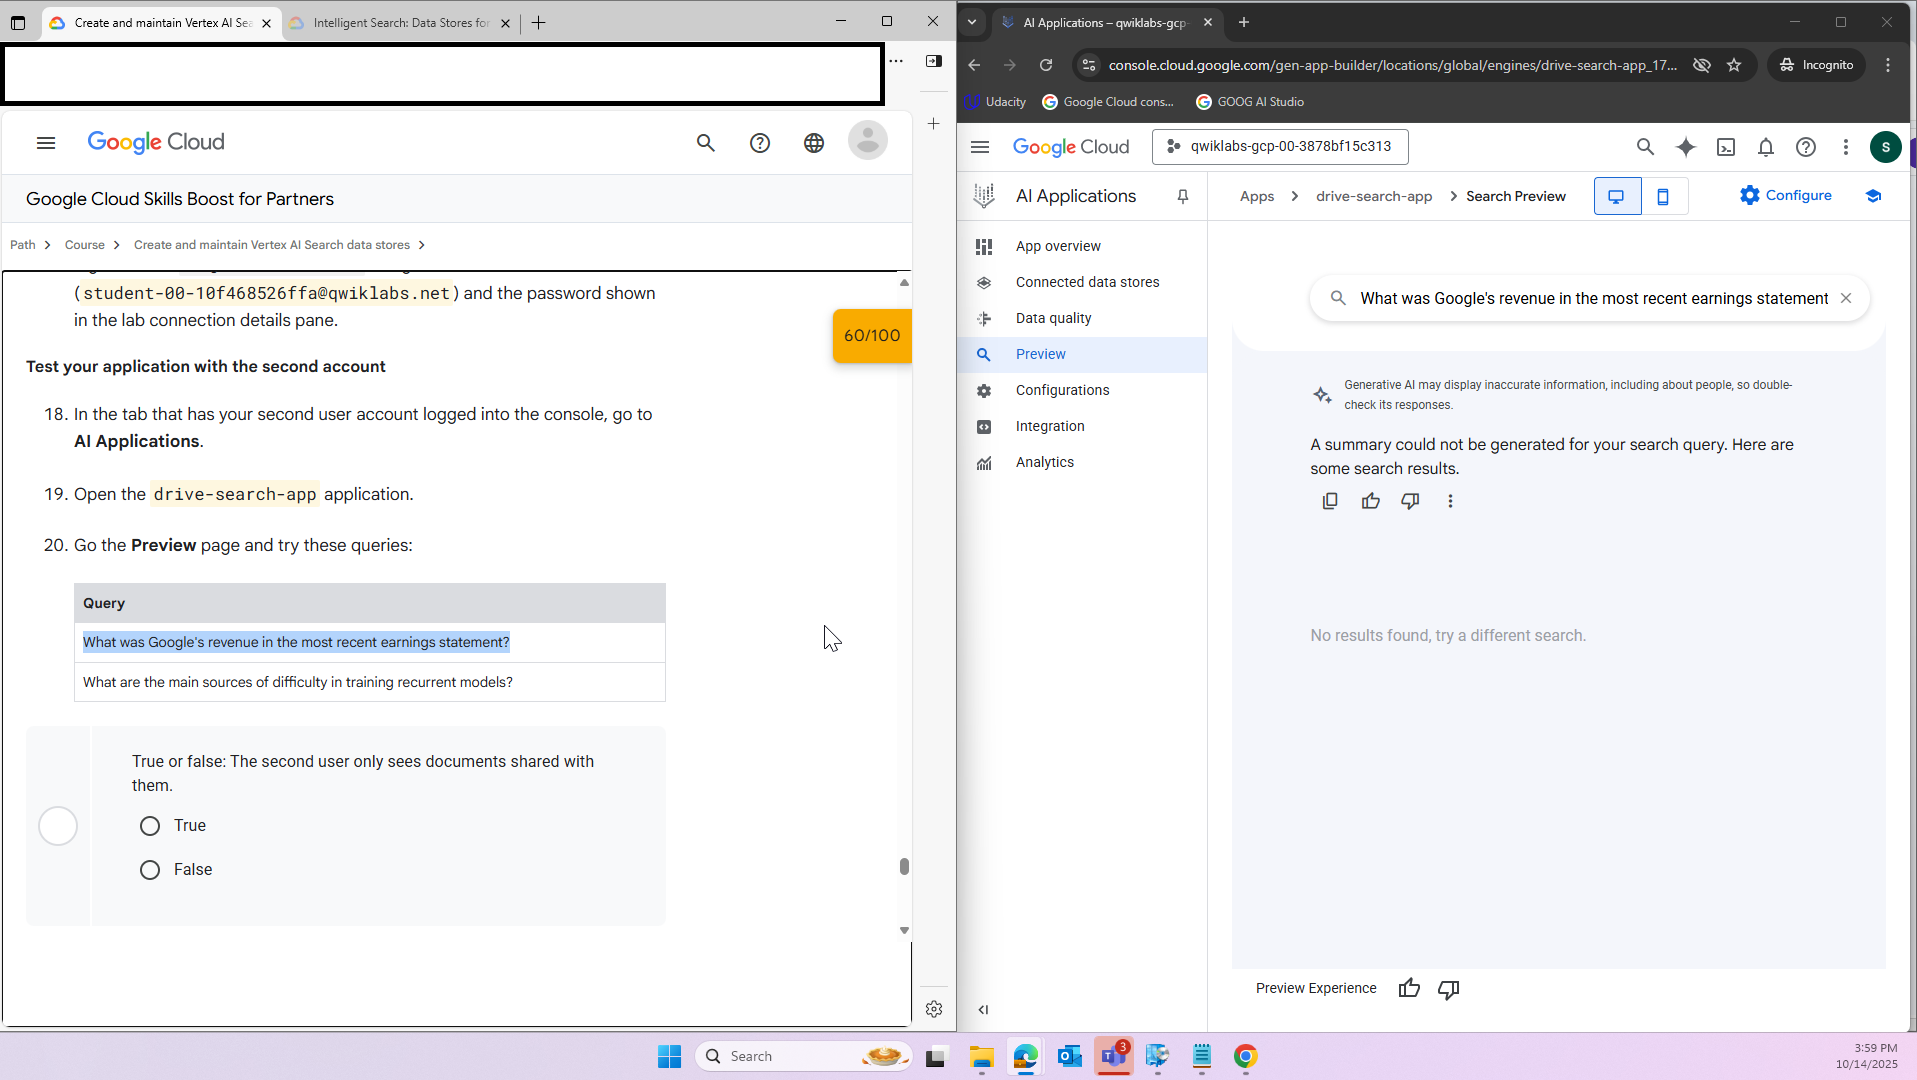 Create and maintain Vertex AI Sea
Intelligent Search: Data Stores for
Google Cloud
Google Cloud Skills Boost for Partners
Path
Course
Create and maintain Vertex AI Search data stores
(student-00-10f468526ffa@qwiklabs.net) and the password shown
in the lab connection details pane.
60/100
Test your application with the second account
18. In the tab that has your second user account logged into the console, go to
AI Applications.
19. Open the drive-search-app application.
20. Go the Preview page and try these queries:
Query
What was Google's revenue in the most recent earnings statement?
What are the main sources of difficulty in training recurrent models?
True or false: The second user only sees documents shared with
them.
True
False
AI Applications – qwiklabs-gcp-
console.cloud.google.com/gen-app-builder/locations/global/engines/drive-search-app_17...
Incognito
Udacity
Google Cloud cons...
GOOG AI Studio
Google Cloud
qwiklabs-gcp-00-3878bf15c313
S
AI Applications
Apps
drive-search-app
Search Preview
Configure
App overview
Connected data stores
Data quality
Preview
Configurations
Integration
Analytics
What was Google's revenue in the most recent earnings statement
Generative AI may display inaccurate information, including about people, so double-
check its responses.
A summary could not be generated for your search query. Here are
some search results.
No results found, try a different search.
Preview Experience
Search
3
3:59 PM
10/14/2025